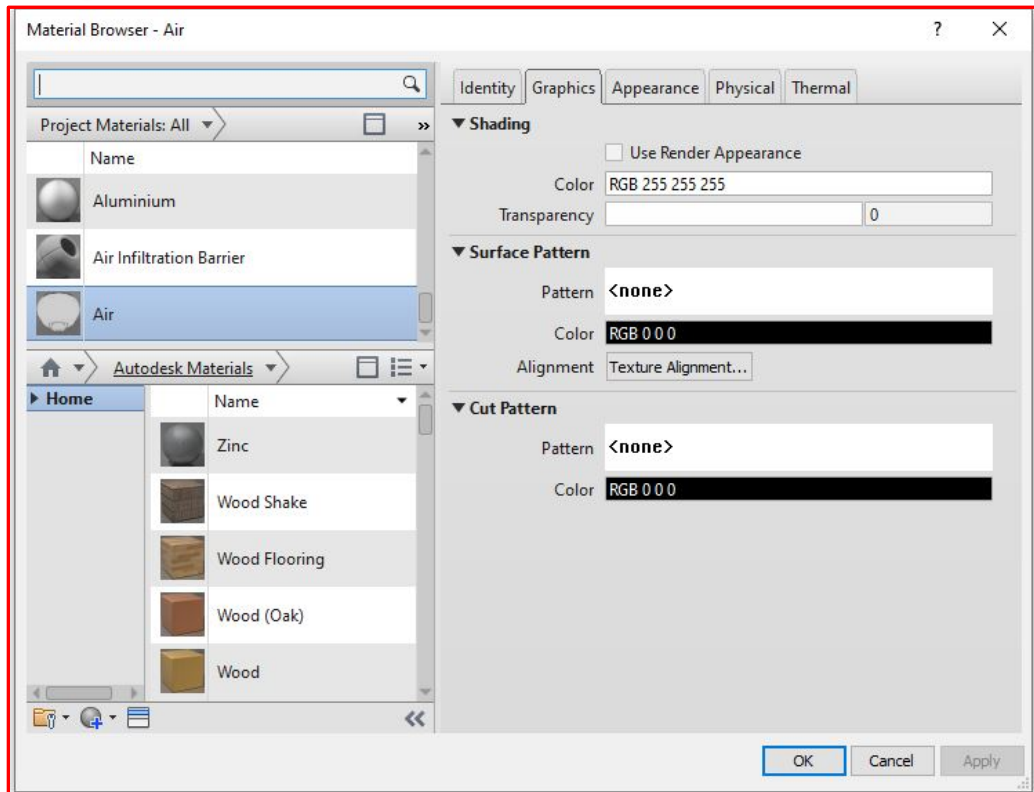 Material Browser - Air
?
Project Materials: All
»
Name
Aluminium
Air Infiltration Barrier
Air
Autodesk Materials
Home
Name
Zinc
Wood Shake
Wood Flooring
Wood (Oak)
Wood
Identity Graphics Appearance Physical Thermal
Shading
Use Render Appearance
Color RGB 255 255 255
Transparency 0
Surface Pattern
Pattern <none>
Color RGB 0 0 0
Alignment Texture Alignment...
Cut Pattern
Pattern <none>
Color RGB 0 0 0
OK Cancel Apply